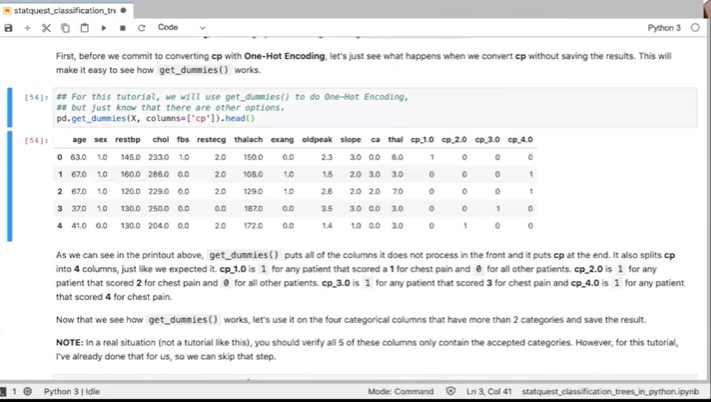 statquest_classification_tre
Code
Python 3
First, before we commit to converting cp with One-Hot Encoding, let's just see what happens when we convert cp without saving the results. This will
make it easy to see how get_dummies() works.
[54]: ## For this tutorial, we will use get_dummies() to do One-Hot Encoding,
## but just know that there are other options.
pd.get_dummies(X, columns=['cp']).head()
[54]: age sex restbp chol fbs restecg thalach exang oldpeak slope ca thal cp_1.0 cp_2.0 cp_3.0 cp_4.0
0 63.0 1.0 145.0 233.0 1.0 2.0 150.0 0.0 2.3 3.0 0.0 6.0 1 0 0 0
1 67.0 1.0 160.0 286.0 0.0 2.0 108.0 1.0 1.5 2.0 3.0 3.0 0 0 0 1
2 67.0 1.0 120.0 229.0 0.0 2.0 129.0 1.0 2.6 2.0 2.0 7.0 0 0 0 1
3 37.0 1.0 130.0 250.0 0.0 0.0 187.0 0.0 3.5 3.0 0.0 3.0 0 0 1 0
4 41.0 0.0 130.0 204.0 0.0 2.0 172.0 0.0 1.4 1.0 0.0 3.0 0 1 0 0
As we can see in the printout above, get_dummies() puts all of the columns it does not process in the front and it puts cp at the end. It also splits cp
into 4 columns, just like we expected it. cp_1.0 is 1 for any patient that scored a 1 for chest pain and 0 for all other patients. cp_2.0 is 1 for any
patient that scored 2 for chest pain and 0 for all other patients. cp_3.0 is 1 for any patient that scored 3 for chest pain and cp_4.0 is 1 for any patient
that scored 4 for chest pain.
Now that we see how get_dummies() works, let's use it on the four categorical columns that have more than 2 categories and save the result.
NOTE: In a real situation (not a tutorial like this), you should verify all 5 of these columns only contain the accepted categories. However, for this tutorial,
I've already done that for us, so we can skip that step.
1 Python 3 | Idle Mode: Command Ln 3, Col 41 statquest_classification_trees_in_python.ipynb